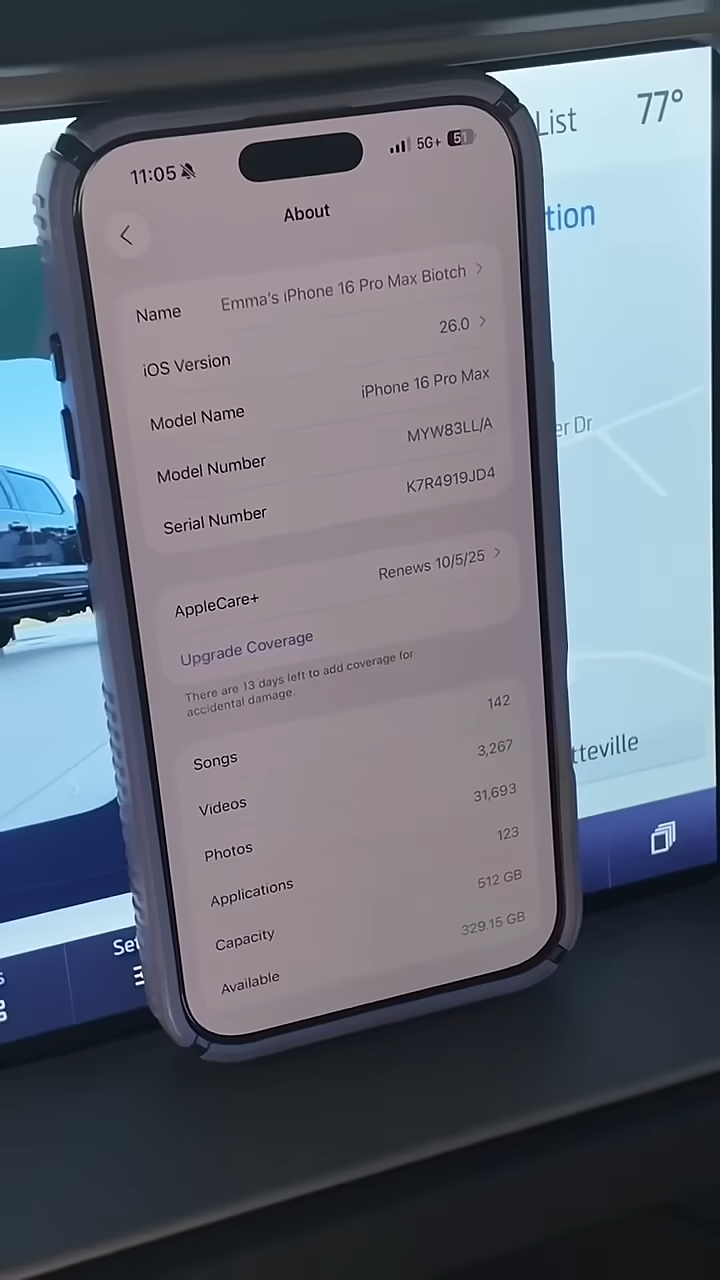 11:05 5G+ 51
About
Name Emma's iPhone 16 Pro Max Biotch
iOS Version 26.0
Model Name iPhone 16 Pro Max
Model Number MYW83LL/A
Serial Number K7R4919JD4
AppleCare+ Renews 10/5/25
Upgrade Coverage
There are 13 days left to add coverage for
accidental damage.
Songs 142
Videos 3,267
Photos 31,693
Applications 123
Capacity 512 GB
Available 329.15 GB
List 77°
tion
er Dr
tteville
Set